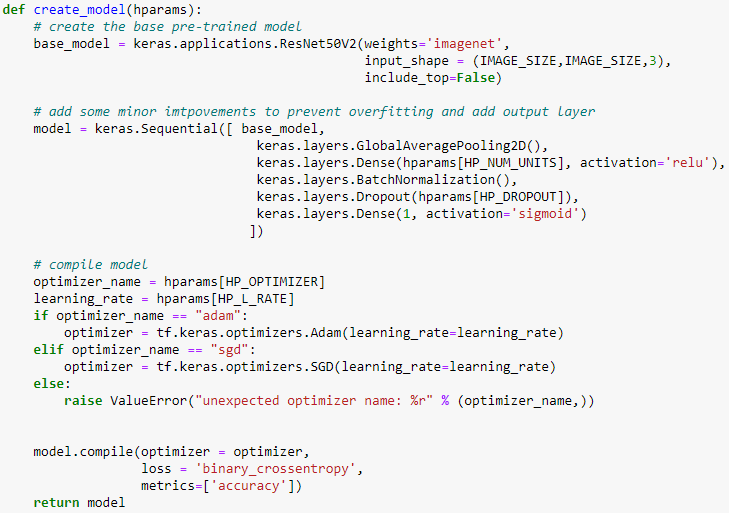 def create_model(hparams):
    # create the base pre-trained model
    base_model = keras.applications.ResNet50V2(weights='imagenet',
                                               input_shape = (IMAGE_SIZE,IMAGE_SIZE,3),
                                               include_top=False)
    # add some minor imtpovements to prevent overfitting and add output layer
    model = keras.Sequential([ base_model,
                                 keras.layers.GlobalAveragePooling2D(),
                                 keras.layers.Dense(hparams[HP_NUM_UNITS], activation='relu'),
                                 keras.layers.BatchNormalization(),
                                 keras.layers.Dropout(hparams[HP_DROPOUT]),
                                 keras.layers.Dense(1, activation='sigmoid')
                                ])
    # compile model
    optimizer_name = hparams[HP_OPTIMIZER]
    learning_rate = hparams[HP_L_RATE]
    if optimizer_name == "adam":
        optimizer = tf.keras.optimizers.Adam(learning_rate=learning_rate)
    elif optimizer_name == "sgd":
        optimizer = tf.keras.optimizers.SGD(learning_rate=learning_rate)
    else:
        raise ValueError("unexpected optimizer name: %r" % (optimizer_name,))
    model.compile(optimizer = optimizer,
                  loss = 'binary_crossentropy',
                  metrics=['accuracy'])
    return model